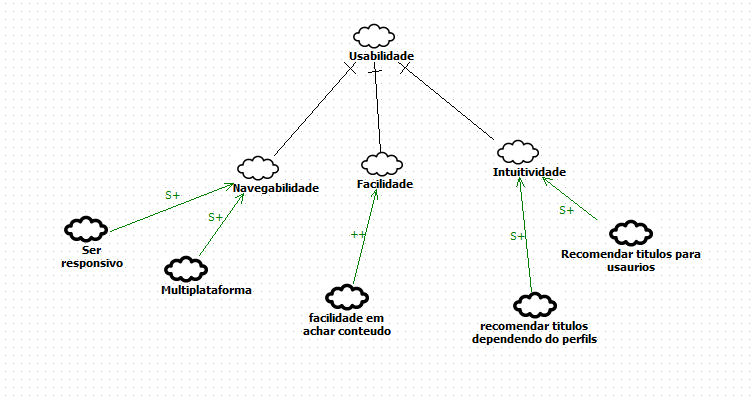 Usabilidade
Navegabilidade
Facilidade
Intuitividade
S+
S+
++
S+
S+
Ser
responsivo
Multiplataforma
facilidade em
achar conteudo
recomendar titulos
dependendo do perfils
Recomendar titulos para
usaurios